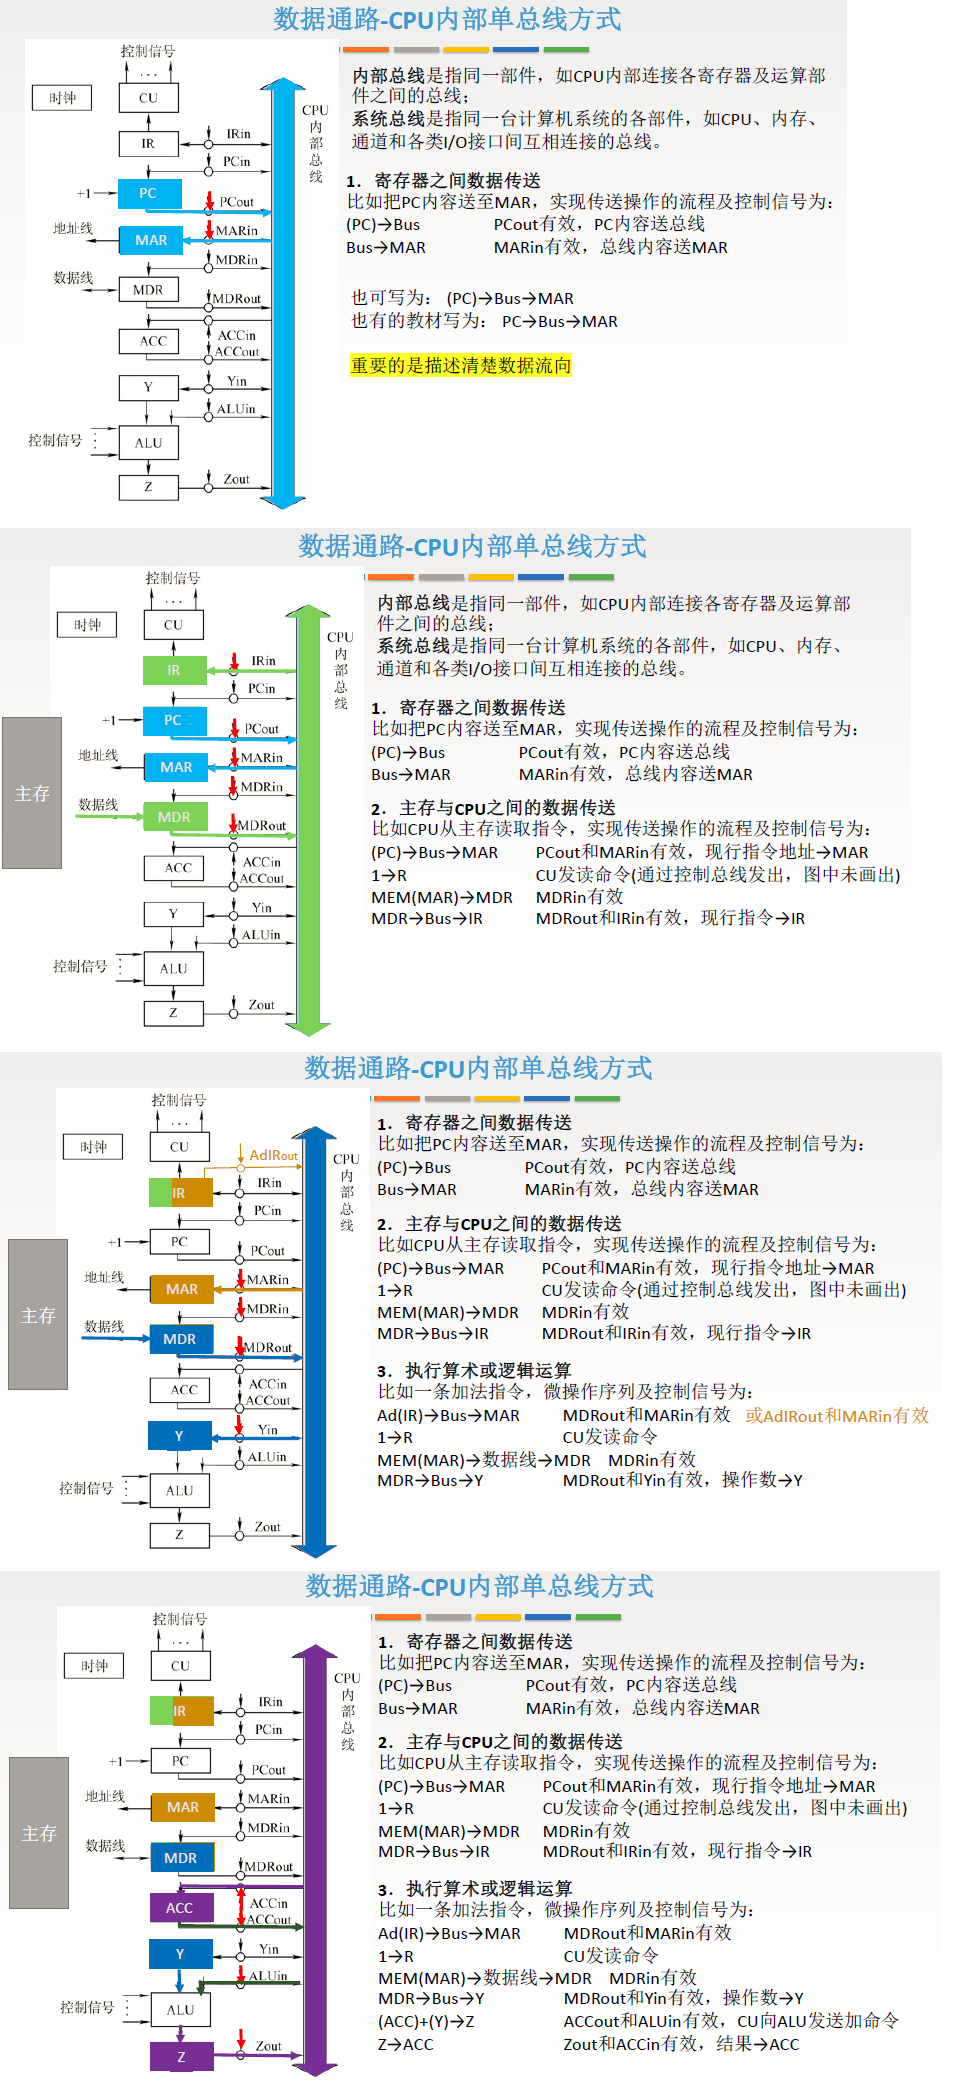 数据通路-CPU内部单总线方式
控制信号
...
时钟
CU
IR
IRin
PCin
+1
PC
PCout
地址线
MAR
MARin
MDRin
数据线
MDR
MDRout
ACC
ACCin
ACCout
Y
Yin
ALUin
控制信号
ALU
Z
Zout
CPU
内
部
总
线
内部总线是指同一部件，如CPU内部连接各寄存器及运算部
件之间的总线；
系统总线是指同一台计算机系统的各部件，如CPU、内存、
通道和各类I/O接口间互相连接的总线。
1. 寄存器之间数据传送
比如把PC内容送至MAR，实现传送操作的流程及控制信号为：
(PC)→Bus PCout有效，PC内容送总线
Bus→MAR MARin有效，总线内容送MAR
也可写为： (PC)→Bus→MAR
也有的教材写为： PC→Bus→MAR
重要的是描述清楚数据流向
数据通路-CPU内部单总线方式
控制信号
...
时钟
CU
IR
IRin
PCin
+1
PC
PCout
地址线
MAR
MARin
MDRin
主存
数据线
MDR
MDRout
ACC
ACCin
ACCout
Y
Yin
ALUin
控制信号
ALU
Z
Zout
CPU
内
部
总
线
内部总线是指同一部件，如CPU内部连接各寄存器及运算部
件之间的总线；
系统总线是指同一台计算机系统的各部件，如CPU、内存、
通道和各类I/O接口间互相连接的总线。
1. 寄存器之间数据传送
比如把PC内容送至MAR，实现传送操作的流程及控制信号为：
(PC)→Bus PCout有效，PC内容送总线
Bus→MAR MARin有效，总线内容送MAR
2. 主存与CPU之间的数据传送
比如CPU从主存读取指令，实现传送操作的流程及控制信号为：
(PC)→Bus→MAR PCout和MARin有效，现行指令地址→MAR
1→R CU发读命令(通过控制总线发出，图中未画出)
MEM(MAR)→MDR MDRin有效
MDR→Bus→IR MDRout和IRin有效，现行指令→IR
数据通路-CPU内部单总线方式
控制信号
...
时钟
CU
AdIRout
IR
IRin
PCin
+1
PC
PCout
地址线
MAR
MARin
MDRin
主存
数据线
MDR
MDRout
ACC
ACCin
ACCout
Y
Yin
ALUin
控制信号
ALU
Z
Zout
CPU
内
部
总
线
1. 寄存器之间数据传送
比如把PC内容送至MAR，实现传送操作的流程及控制信号为：
(PC)→Bus PCout有效，PC内容送总线
Bus→MAR MARin有效，总线内容送MAR
2. 主存与CPU之间的数据传送
比如CPU从主存读取指令，实现传送操作的流程及控制信号为：
(PC)→Bus→MAR PCout和MARin有效，现行指令地址→MAR
1→R CU发读命令(通过控制总线发出，图中未画出)
MEM(MAR)→MDR MDRin有效
MDR→Bus→IR MDRout和IRin有效，现行指令→IR
3. 执行算术或逻辑运算
比如一条加法指令，微操作序列及控制信号为：
Ad(IR)→Bus→MAR MDRout和MARin有效 或AdIRout和MARin有效
1→R CU发读命令
MEM(MAR)→数据线→MDR MDRin有效
MDR→Bus→Y MDRout和Yin有效，操作数→Y
数据通路-CPU内部单总线方式
控制信号
...
时钟
CU
IR
IRin
PCin
+1
PC
PCout
地址线
MAR
MARin
MDRin
主存
数据线
MDR
MDRout
ACC
ACCin
ACCout
Y
Yin
ALUin
控制信号
ALU
Z
Zout
CPU
内
部
总
线
1. 寄存器之间数据传送
比如把PC内容送至MAR，实现传送操作的流程及控制信号为：
(PC)→Bus PCout有效，PC内容送总线
Bus→MAR MARin有效，总线内容送MAR
2. 主存与CPU之间的数据传送
比如CPU从主存读取指令，实现传送操作的流程及控制信号为：
(PC)→Bus→MAR PCout和MARin有效，现行指令地址→MAR
1→R CU发读命令(通过控制总线发出，图中未画出)
MEM(MAR)→MDR MDRin有效
MDR→Bus→IR MDRout和IRin有效，现行指令→IR
3. 执行算术或逻辑运算
比如一条加法指令，微操作序列及控制信号为：
Ad(IR)→Bus→MAR MDRout和MARin有效
1→R CU发读命令
MEM(MAR)→数据线→MDR MDRin有效
MDR→Bus→Y MDRout和Yin有效，操作数→Y
(ACC)+(Y)→Z ACCout和ALUin有效，CU向ALU发送加命令
Z→ACC Zout和ACCin有效，结果→ACC